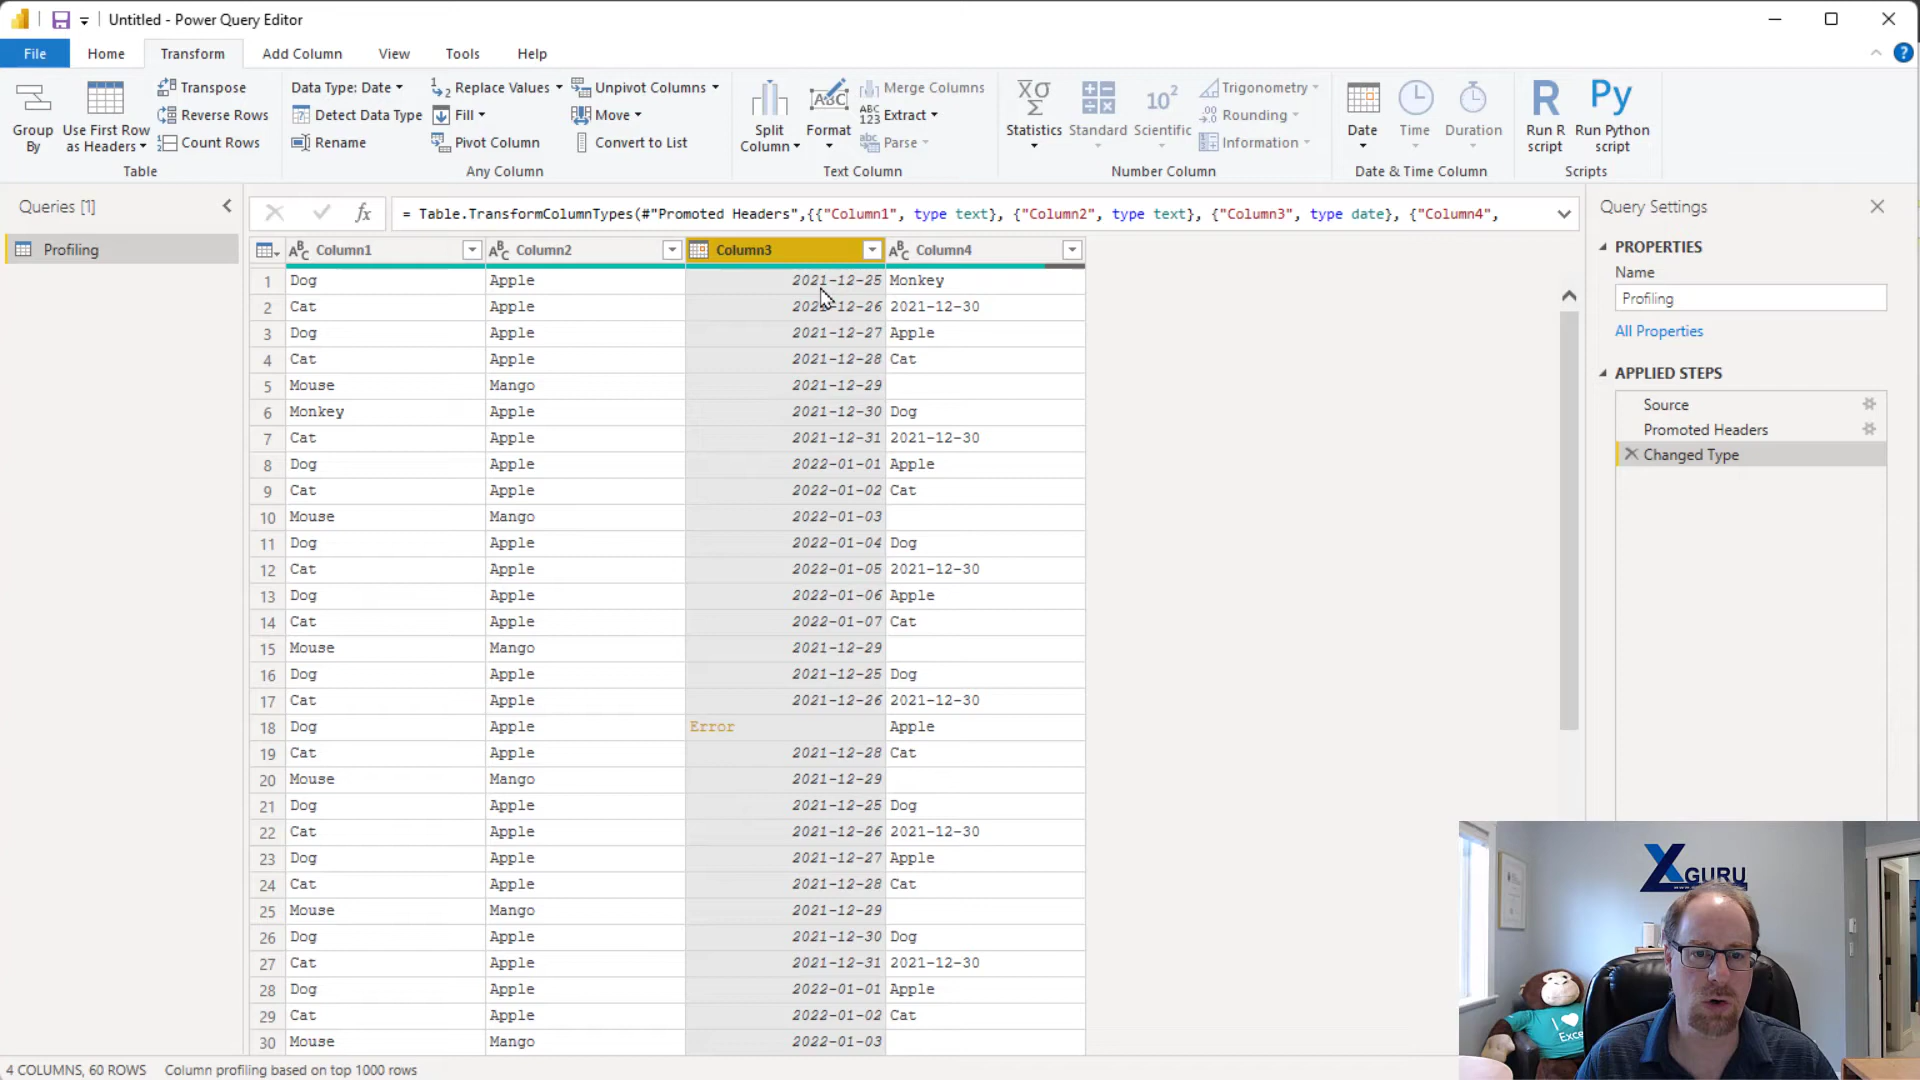 Untitled - Power Query Editor
File Home Transform Add Column View Tools Help
Group By
Use First Row as Headers
Transpose
Reverse Rows
Count Rows
Table
Data Type: Date
Detect Data Type
Rename
Replace Values
Fill
Pivot Column
Unpivot Columns
Move
Convert to List
Any Column
Split Column
Format
Merge Columns
Extract
Parse
Text Column
Statistics
Standard
Scientific
Trigonometry
Rounding
Information
Number Column
Date
Time
Duration
Date & Time Column
Run R script
Run Python script
Scripts
Queries [1]
Profiling
= Table.TransformColumnTypes(#"Promoted Headers",{{"Column1", type text}, {"Column2", type text}, {"Column3", type date}, {"Column4",
Column1 Column2 Column3 Column4
1 Dog Apple 2021-12-25 Monkey
2 Cat Apple 2021-12-26 2021-12-30
3 Dog Apple 2021-12-27 Apple
4 Cat Apple 2021-12-28 Cat
5 Mouse Mango 2021-12-29
6 Monkey Apple 2021-12-30 Dog
7 Cat Apple 2021-12-31 2021-12-30
8 Dog Apple 2022-01-01 Apple
9 Cat Apple 2022-01-02 Cat
10 Mouse Mango 2022-01-03
11 Dog Apple 2022-01-04 Dog
12 Cat Apple 2022-01-05 2021-12-30
13 Dog Apple 2022-01-06 Apple
14 Cat Apple 2022-01-07 Cat
15 Mouse Mango 2021-12-29
16 Dog Apple 2021-12-25 Dog
17 Cat Apple 2021-12-26 2021-12-30
18 Dog Apple Error Apple
19 Cat Apple 2021-12-28 Cat
20 Mouse Mango 2021-12-29
21 Dog Apple 2021-12-25 Dog
22 Cat Apple 2021-12-26 2021-12-30
23 Dog Apple 2021-12-27 Apple
24 Cat Apple 2021-12-28 Cat
25 Mouse Mango 2021-12-29
26 Dog Apple 2021-12-30 Dog
27 Cat Apple 2021-12-31 2021-12-30
28 Dog Apple 2022-01-01 Apple
29 Cat Apple 2022-01-02 Cat
30 Mouse Mango 2022-01-03
Query Settings
PROPERTIES
Name
Profiling
All Properties
APPLIED STEPS
Source
Promoted Headers
Changed Type
XGURU
I
Excel
4 COLUMNS, 60 ROWS Column profiling based on top 1000 rows